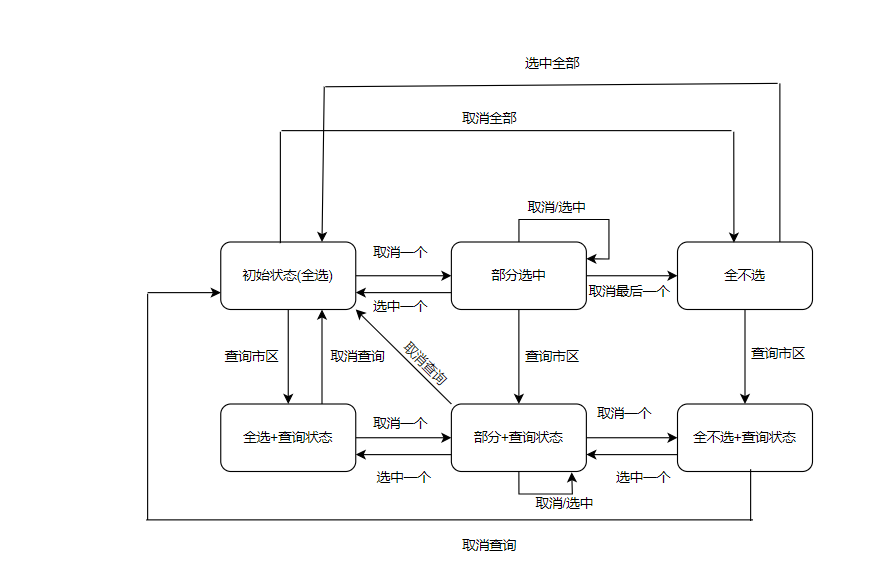 选中全部
取消全部
取消/选中
取消一个
初始状态(全选)
部分选中
全不选
取消最后一个
选中一个
查询市区
取消查询
取消查询
查询市区
查询市区
取消一个
取消一个
全选+查询状态
部分+查询状态
全不选+查询状态
选中一个
选中一个
取消/选中
取消查询